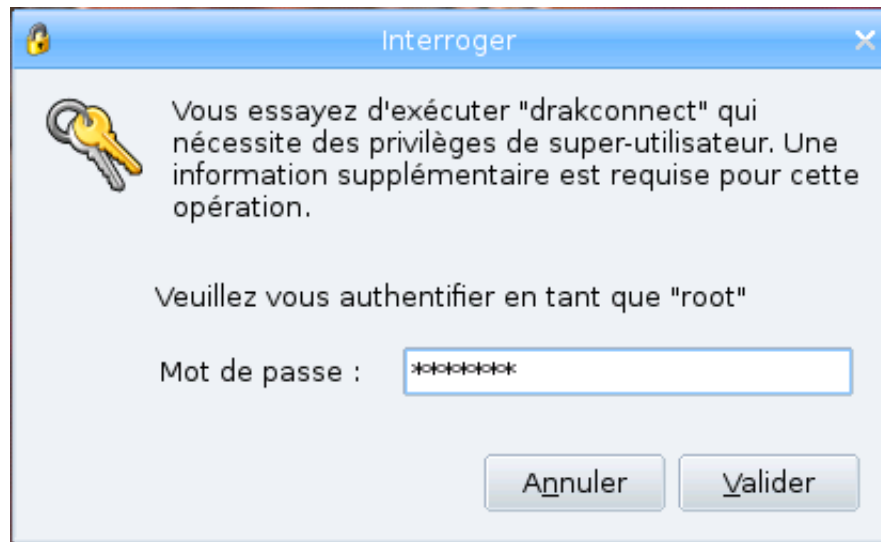 Interroger
Vous essayez d'exécuter "drakconnect" qui
nécessite des privilèges de super-utilisateur. Une
information supplémentaire est requise pour cette
opération.
Veuillez vous authentifier en tant que "root"
Mot de passe : ********
Annuler Valider